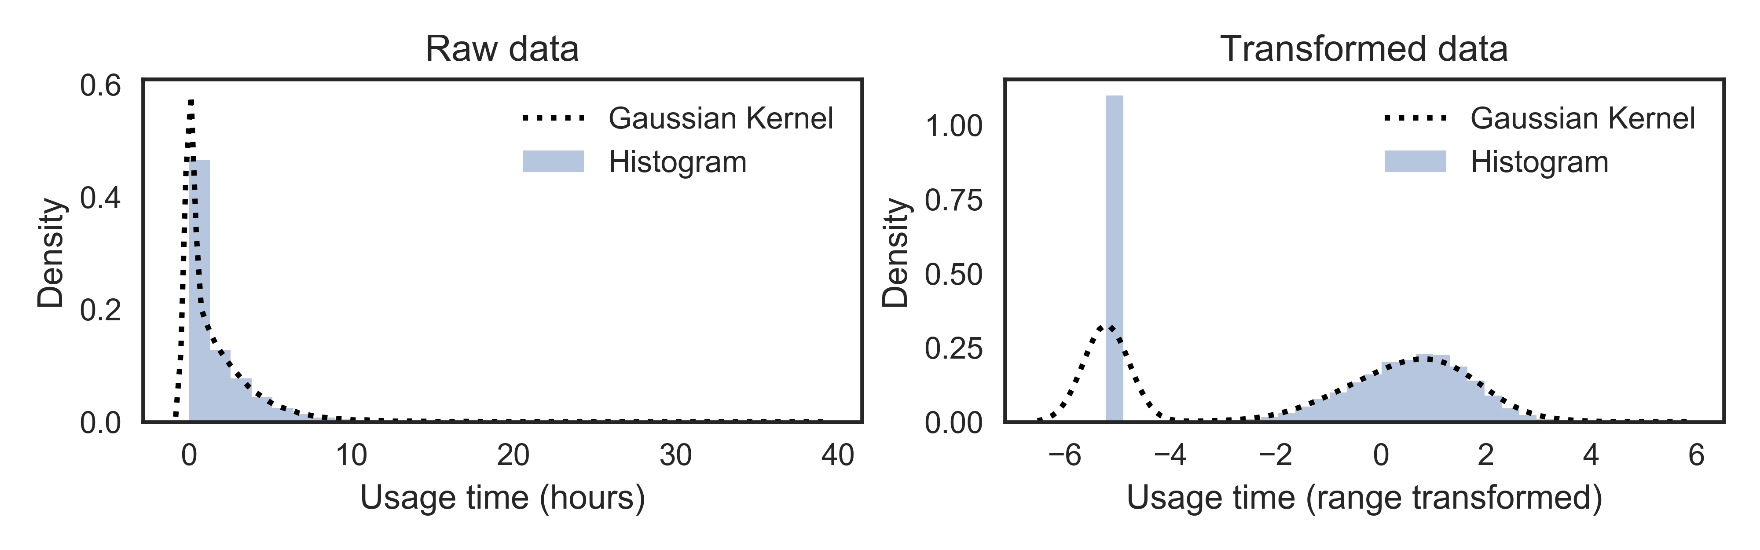 Raw data
0.6
0.4
0.2
0.0
Density
Gaussian Kernel
Histogram
0 10 20 30 40
Usage time (hours)
Transformed data
1.00
0.75
0.50
0.25
0.00
Density
Gaussian Kernel
Histogram
−6 −4 −2 0 2 4 6
Usage time (range transformed)